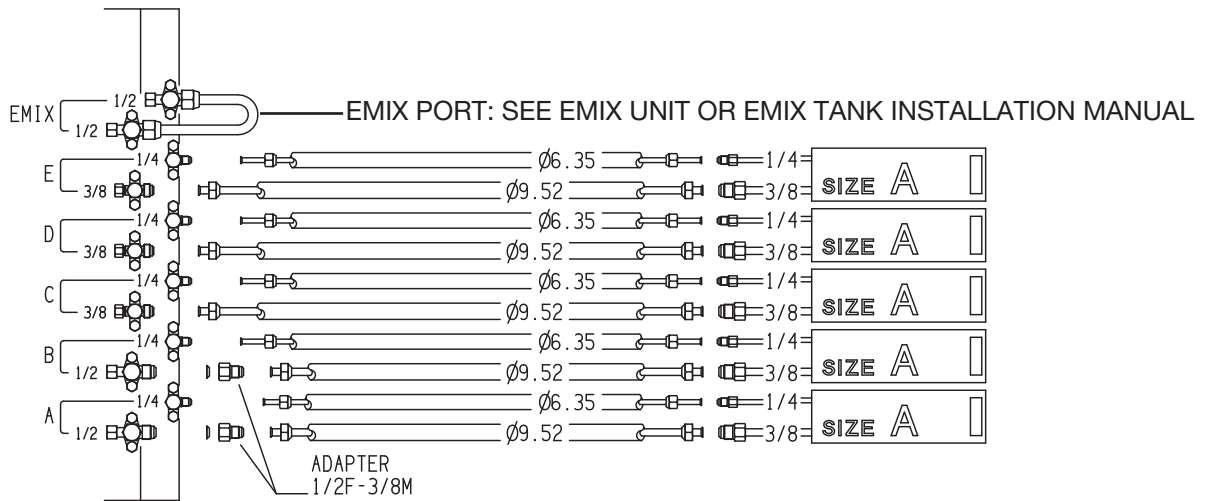 EMIX
1/2
1/2
EMIX PORT: SEE EMIX UNIT OR EMIX TANK INSTALLATION MANUAL
E
1/4
3/8
Ø6.35
Ø9.52
1/4
3/8
SIZE A
D
1/4
3/8
Ø6.35
Ø9.52
1/4
3/8
SIZE A
C
1/4
3/8
Ø6.35
Ø9.52
1/4
3/8
SIZE A
B
1/4
1/2
Ø6.35
Ø9.52
1/4
3/8
SIZE A
A
1/4
1/2
Ø6.35
Ø9.52
1/4
3/8
SIZE A
ADAPTER
1/2F-3/8M